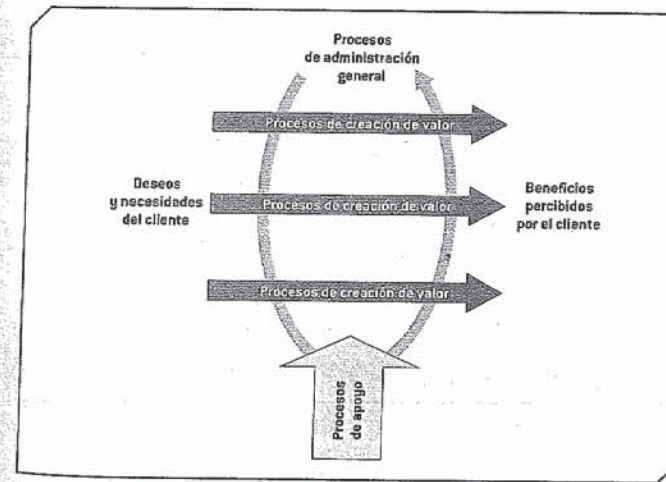 Procesos
de administración
general
Procesos de creación de valor
Deseos
y necesidades
del cliente
Procesos de creación de valor
Beneficios
percibidos
por el cliente
Procesos de creación de valor
Procesos
de apoyo